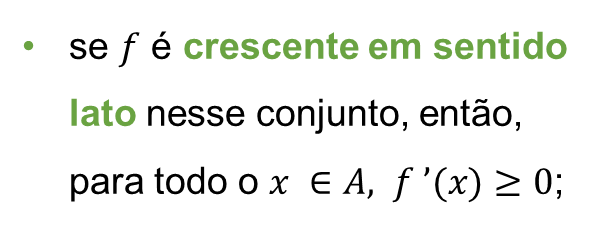 • se 𝑓 é crescente em sentido
lato nesse conjunto, então,
para todo o 𝑥 ∈ 𝐴, 𝑓 ’(𝑥) ≥ 0;